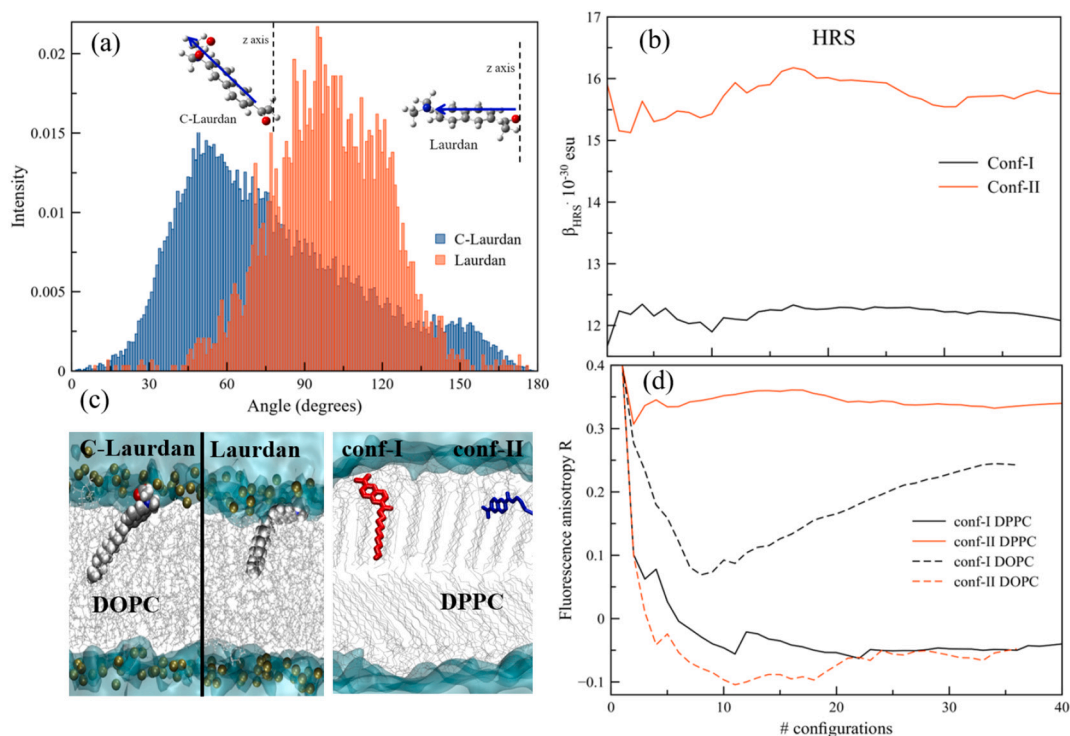 (a)
z axis
z axis
C-Laurdan
Laurdan
C-Laurdan
Laurdan
0.02
0.015
0.01
0.005
0
Intensity
0 30 60 90 120 150 180
Angle (degrees)
(b)
HRS
Conf-I
Conf-II
17
16
15
14
13
12
11
β_HRS · 10^-30 esu
(c)
C-Laurdan Laurdan
DOPC
conf-I conf-II
DPPC
(d)
0.4
0.3
0.2
0.1
0
−0.1
Fluorescence anisotropy R
conf-I DPPC
conf-II DPPC
conf-I DOPC
conf-II DOPC
0 10 20 30 40
# configurations